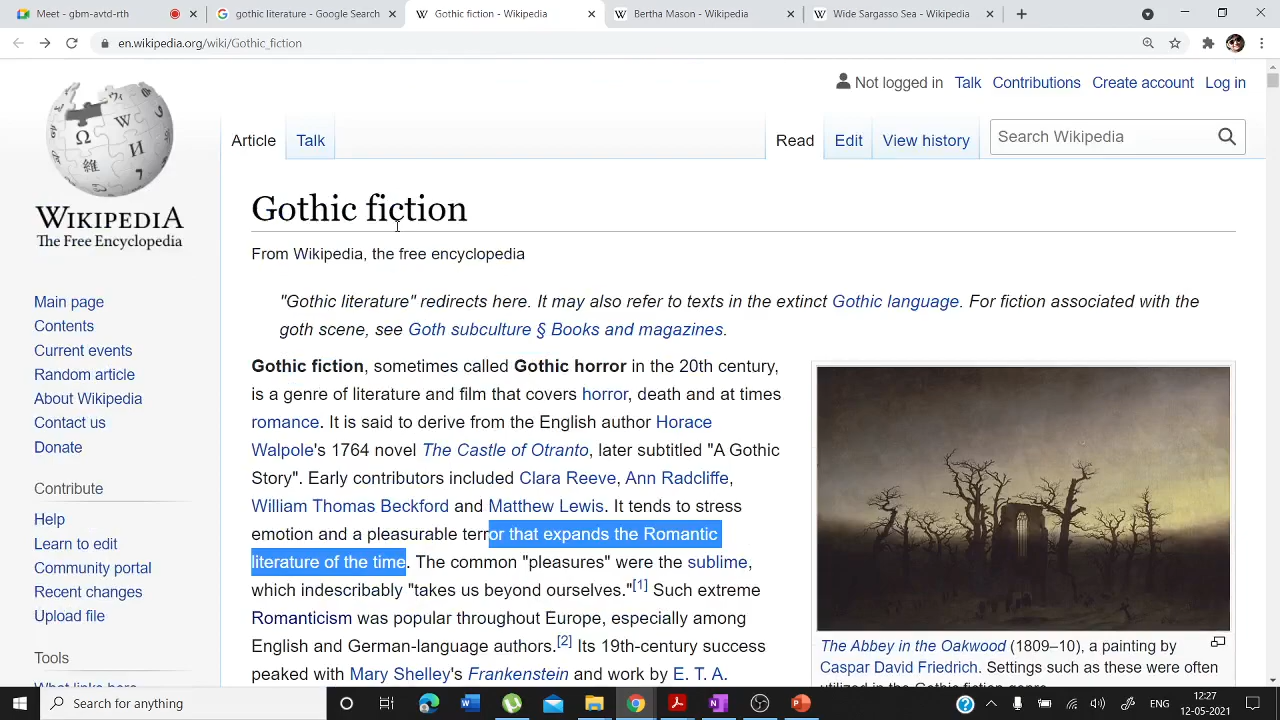 Meet - gbm-avtd-rth
gothic literature - Google Search
Gothic fiction - Wikipedia
Bertha Mason - Wikipedia
Wide Sargasso Sea - Wikipedia
en.wikipedia.org/wiki/Gothic_fiction
Not logged in Talk Contributions Create account Log in
Article Talk Read Edit View history Search Wikipedia
WIKIPEDIA
The Free Encyclopedia
Main page
Contents
Current events
Random article
About Wikipedia
Contact us
Donate
Contribute
Help
Learn to edit
Community portal
Recent changes
Upload file
Tools
What links here
Gothic fiction
From Wikipedia, the free encyclopedia
"Gothic literature" redirects here. It may also refer to texts in the extinct Gothic language. For fiction associated with the
goth scene, see Goth subculture § Books and magazines.
Gothic fiction, sometimes called Gothic horror in the 20th century,
is a genre of literature and film that covers horror, death and at times
romance. It is said to derive from the English author Horace
Walpole's 1764 novel The Castle of Otranto, later subtitled "A Gothic
Story". Early contributors included Clara Reeve, Ann Radcliffe,
William Thomas Beckford and Matthew Lewis. It tends to stress
emotion and a pleasurable terror that expands the Romantic
literature of the time. The common "pleasures" were the sublime,
which indescribably "takes us beyond ourselves."[1] Such extreme
Romanticism was popular throughout Europe, especially among
English and German-language authors.[2] Its 19th-century success
peaked with Mary Shelley's Frankenstein and work by E. T. A.
The Abbey in the Oakwood (1809–10), a painting by
Caspar David Friedrich. Settings such as these were often
utilized in the Gothic fiction genre.
Search for anything
ENG
12:27
12-05-2021